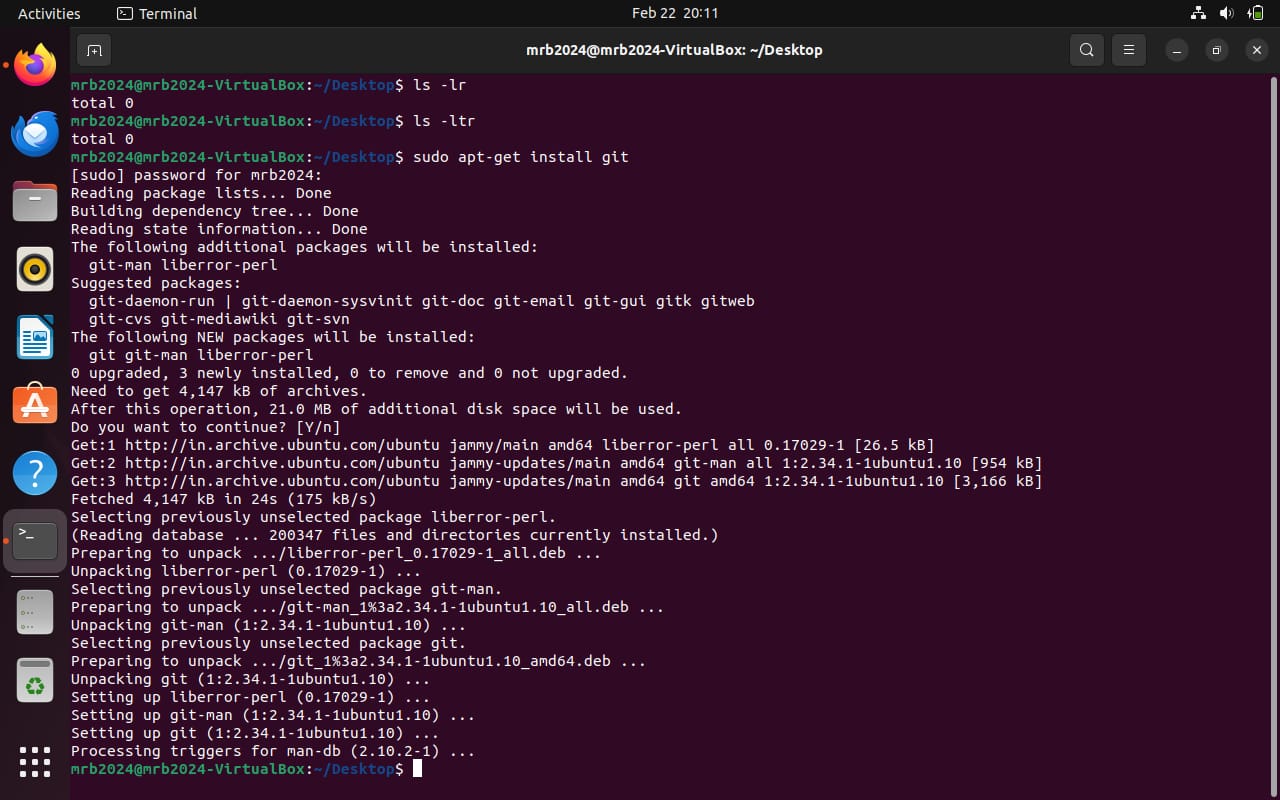 Activities Terminal Feb 22 20:11
mrb2024@mrb2024-VirtualBox: ~/Desktop
mrb2024@mrb2024-VirtualBox:~/Desktop$ ls -lr
total 0
mrb2024@mrb2024-VirtualBox:~/Desktop$ ls -ltr
total 0
mrb2024@mrb2024-VirtualBox:~/Desktop$ sudo apt-get install git
[sudo] password for mrb2024:
Reading package lists... Done
Building dependency tree... Done
Reading state information... Done
The following additional packages will be installed:
  git-man liberror-perl
Suggested packages:
  git-daemon-run | git-daemon-sysvinit git-doc git-email git-gui gitk gitweb
  git-cvs git-mediawiki git-svn
The following NEW packages will be installed:
  git git-man liberror-perl
0 upgraded, 3 newly installed, 0 to remove and 0 not upgraded.
Need to get 4,147 kB of archives.
After this operation, 21.0 MB of additional disk space will be used.
Do you want to continue? [Y/n]
Get:1 http://in.archive.ubuntu.com/ubuntu jammy/main amd64 liberror-perl all 0.17029-1 [26.5 kB]
Get:2 http://in.archive.ubuntu.com/ubuntu jammy-updates/main amd64 git-man all 1:2.34.1-1ubuntu1.10 [954 kB]
Get:3 http://in.archive.ubuntu.com/ubuntu jammy-updates/main amd64 git amd64 1:2.34.1-1ubuntu1.10 [3,166 kB]
Fetched 4,147 kB in 24s (175 kB/s)
Selecting previously unselected package liberror-perl.
(Reading database ... 200347 files and directories currently installed.)
Preparing to unpack .../liberror-perl_0.17029-1_all.deb ...
Unpacking liberror-perl (0.17029-1) ...
Selecting previously unselected package git-man.
Preparing to unpack .../git-man_1%3a2.34.1-1ubuntu1.10_all.deb ...
Unpacking git-man (1:2.34.1-1ubuntu1.10) ...
Selecting previously unselected package git.
Preparing to unpack .../git_1%3a2.34.1-1ubuntu1.10_amd64.deb ...
Unpacking git (1:2.34.1-1ubuntu1.10) ...
Setting up liberror-perl (0.17029-1) ...
Setting up git-man (1:2.34.1-1ubuntu1.10) ...
Setting up git (1:2.34.1-1ubuntu1.10) ...
Processing triggers for man-db (2.10.2-1) ...
mrb2024@mrb2024-VirtualBox:~/Desktop$